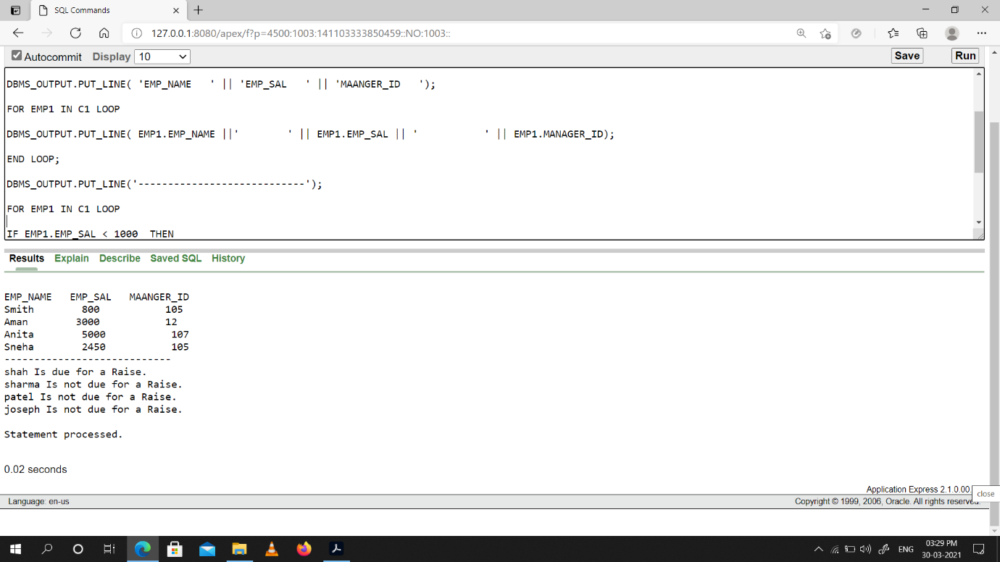 SQL Commands
127.0.0.1:8080/apex/f?p=4500:1003:141103333850459::NO:1003::
Autocommit Display 10 Save Run
DBMS_OUTPUT.PUT_LINE( 'EMP_NAME   ' || 'EMP_SAL   ' || 'MAANGER_ID   ');
FOR EMP1 IN C1 LOOP
DBMS_OUTPUT.PUT_LINE( EMP1.EMP_NAME ||'        ' || EMP1.EMP_SAL || '           ' || EMP1.MANAGER_ID);
END LOOP;
DBMS_OUTPUT.PUT_LINE('----------------------------');
FOR EMP1 IN C1 LOOP
IF EMP1.EMP_SAL < 1000  THEN
Results Explain Describe Saved SQL History
EMP_NAME   EMP_SAL   MAANGER_ID
Smith        800           105
Aman        3000           12
Anita        5000           107
Sneha        2450           105
----------------------------
shah Is due for a Raise.
sharma Is not due for a Raise.
patel Is not due for a Raise.
joseph Is not due for a Raise.
Statement processed.
0.02 seconds
Application Express 2.1.0.00.
close
Language: en-us Copyright © 1999, 2006, Oracle. All rights reserved.
ENG 03:29 PM
30-03-2021